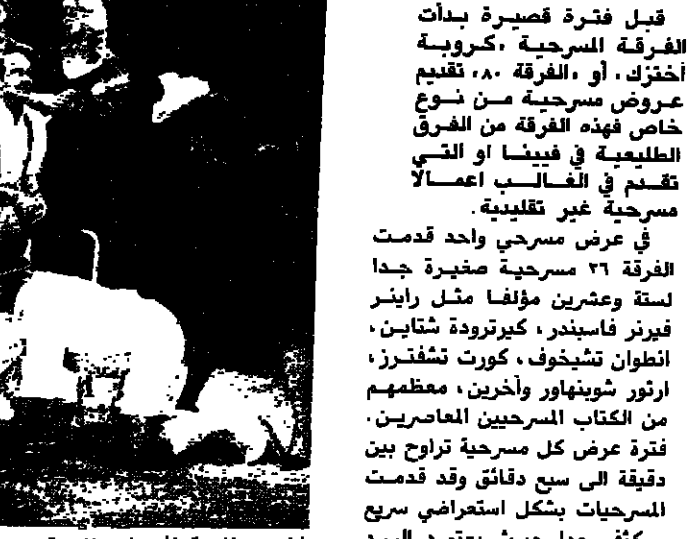 قبل فترة قصيرة بدأت
الفرقة المسرحية «كروبة
أختزك» أو «الفرقة ٨٠» تقديم
عروض مسرحية من نوع
خاص فهذه الفرقة من الفرق
الطليعية في فيينا او التي
تقدم في الغالب اعمالاً
مسرحية غير تقليدية.
في عرض مسرحي واحد قدمت
الفرقة ٢٦ مسرحية صغيرة جدا
لستة وعشرين مؤلفا مثل راينر
فيرنر فاسبندر، كيرترودة شتاين،
انطوان تشيخوف، كورت تشفترز،
ارثور شوبنهاور وآخرين، معظمهم
من الكتاب المسرحيين المعاصرين.
فترة عرض كل مسرحية تراوح بين
دقيقة الى سبع دقائق وقد قدمت
المسرحيات بشكل استعراضي سريع